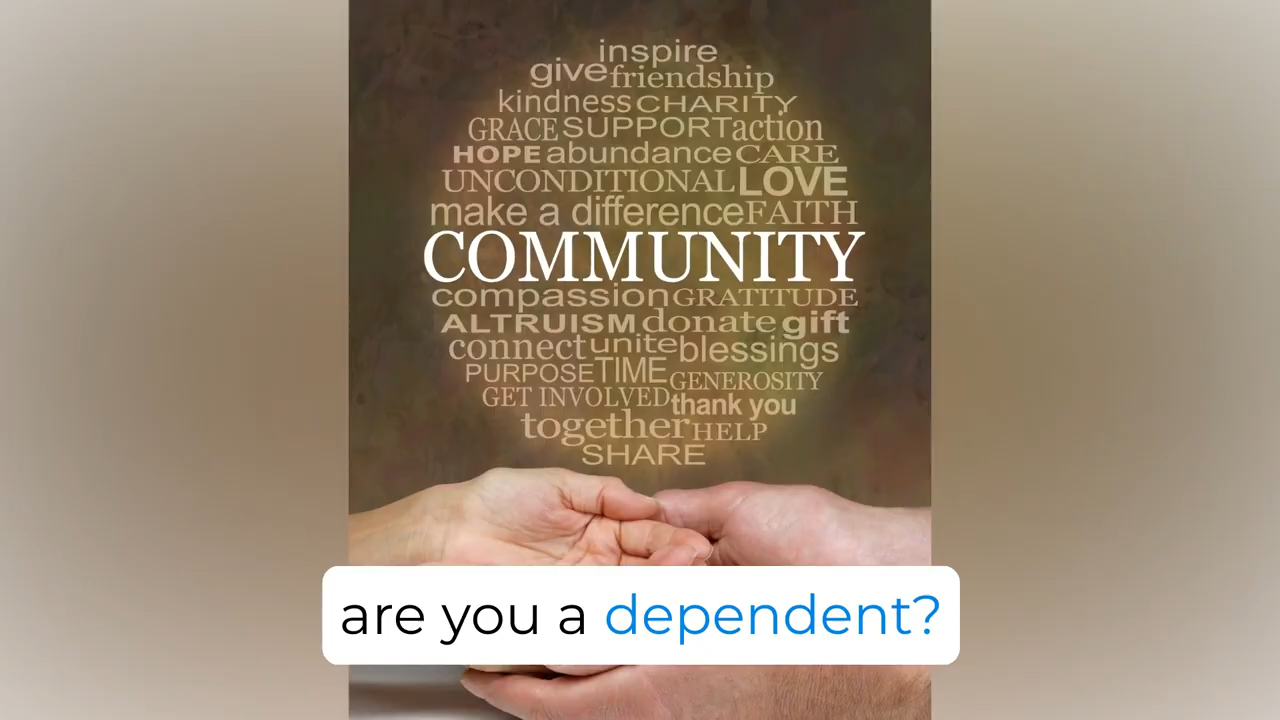 inspire
give friendship
kindness CHARITY
GRACE SUPPORT action
HOPE abundance CARE
UNCONDITIONAL LOVE
make a difference FAITH
COMMUNITY
compassion GRATITUDE
ALTRUISM donate gift
connect unite blessings
PURPOSE TIME GENEROSITY
GET INVOLVED thank you
together HELP
SHARE
are you a dependent?